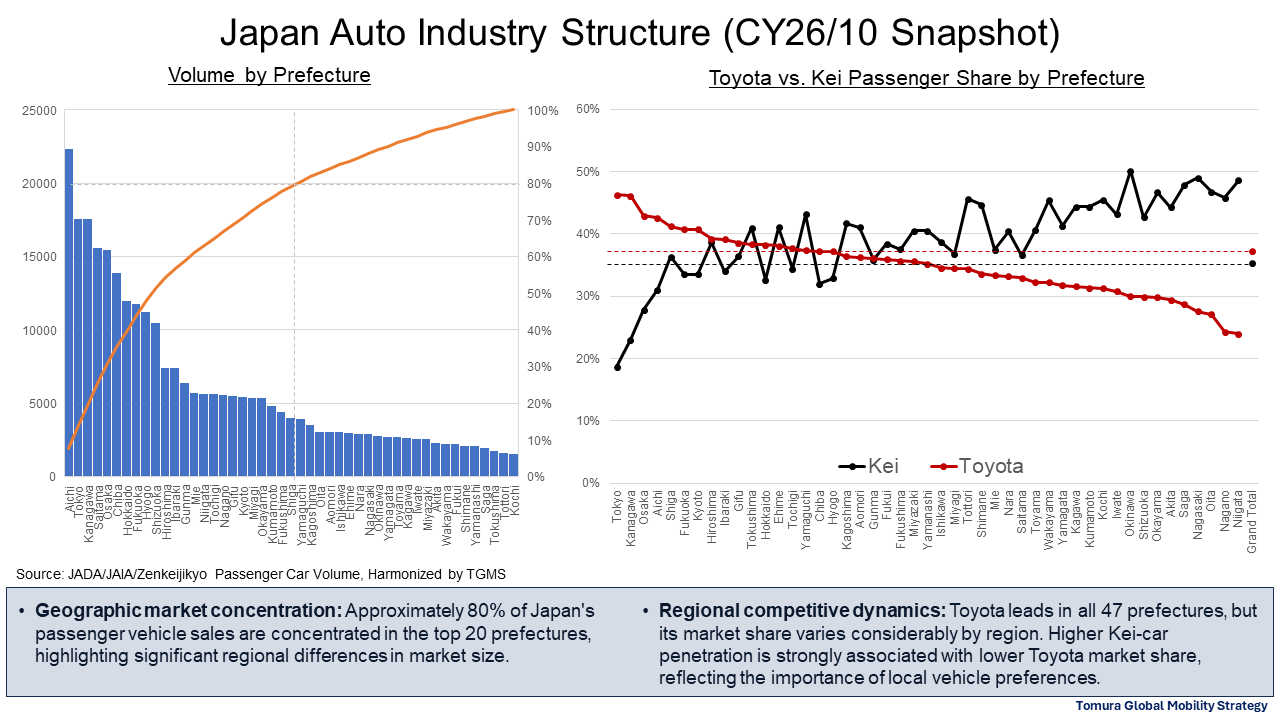 Japan Auto Industry Structure (CY26/10 Snapshot)
Volume by Prefecture
25000
20000
15000
10000
5000
0
100%
90%
80%
70%
60%
50%
40%
30%
20%
10%
0%
Aichi
Tokyo
Kanagawa
Saitama
Osaka
Chiba
Hokkaido
Fukuoka
Hyogo
Shizuoka
Hiroshima
Ibaraki
Gunma
Mie
Niigata
Tochigi
Nagano
Gifu
Kyoto
Miyagi
Okayama
Kumamoto
Fukushima
Shiga
Yamaguchi
Kagoshima
Oita
Aomori
Ishikawa
Ehime
Nara
Nagasaki
Okinawa
Yamagata
Toyama
Kagawa
Iwate
Miyazaki
Akita
Wakayama
Fukui
Shimane
Yamanashi
Saga
Tokushima
Tottori
Kochi
Toyota vs. Kei Passenger Share by Prefecture
60%
50%
40%
30%
20%
10%
0%
Kei
Toyota
Tokyo
Kanagawa
Osaka
Aichi
Shiga
Fukuoka
Kyoto
Hiroshima
Ibaraki
Gifu
Tokushima
Hokkaido
Ehime
Tochigi
Yamaguchi
Chiba
Hyogo
Kagoshima
Aomori
Gunma
Fukui
Fukushima
Miyazaki
Yamanashi
Ishikawa
Miyagi
Tottori
Shimane
Mie
Nara
Saitama
Toyama
Wakayama
Yamagata
Kagawa
Kumamoto
Kochi
Iwate
Okinawa
Shizuoka
Okayama
Akita
Saga
Nagasaki
Oita
Nagano
Niigata
Grand Total
Source: JADA/JAIA/Zenkeijikyo Passenger Car Volume, Harmonized by TGMS
• Geographic market concentration: Approximately 80% of Japan's
passenger vehicle sales are concentrated in the top 20 prefectures,
highlighting significant regional differences in market size.
• Regional competitive dynamics: Toyota leads in all 47 prefectures, but
its market share varies considerably by region. Higher Kei-car
penetration is strongly associated with lower Toyota market share,
reflecting the importance of local vehicle preferences.
Tomura Global Mobility Strategy